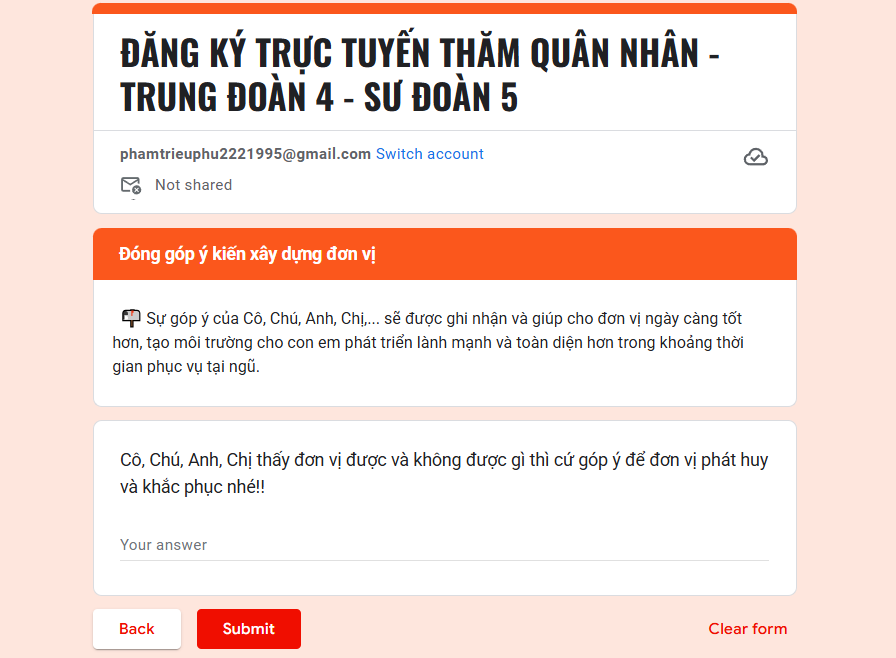 ĐĂNG KÝ TRỰC TUYẾN THĂM QUÂN NHÂN -
TRUNG ĐOÀN 4 - SƯ ĐOÀN 5
phamtrieuphu2221995@gmail.com Switch account
Not shared
Đóng góp ý kiến xây dựng đơn vị
Sự góp ý của Cô, Chú, Anh, Chị,... sẽ được ghi nhận và giúp cho đơn vị ngày càng tốt
hơn, tạo môi trường cho con em phát triển lành mạnh và toàn diện hơn trong khoảng thời
gian phục vụ tại ngũ.
Cô, Chú, Anh, Chị thấy đơn vị được và không được gì thì cứ góp ý để đơn vị phát huy
và khắc phục nhé!!
Your answer
Back Submit Clear form